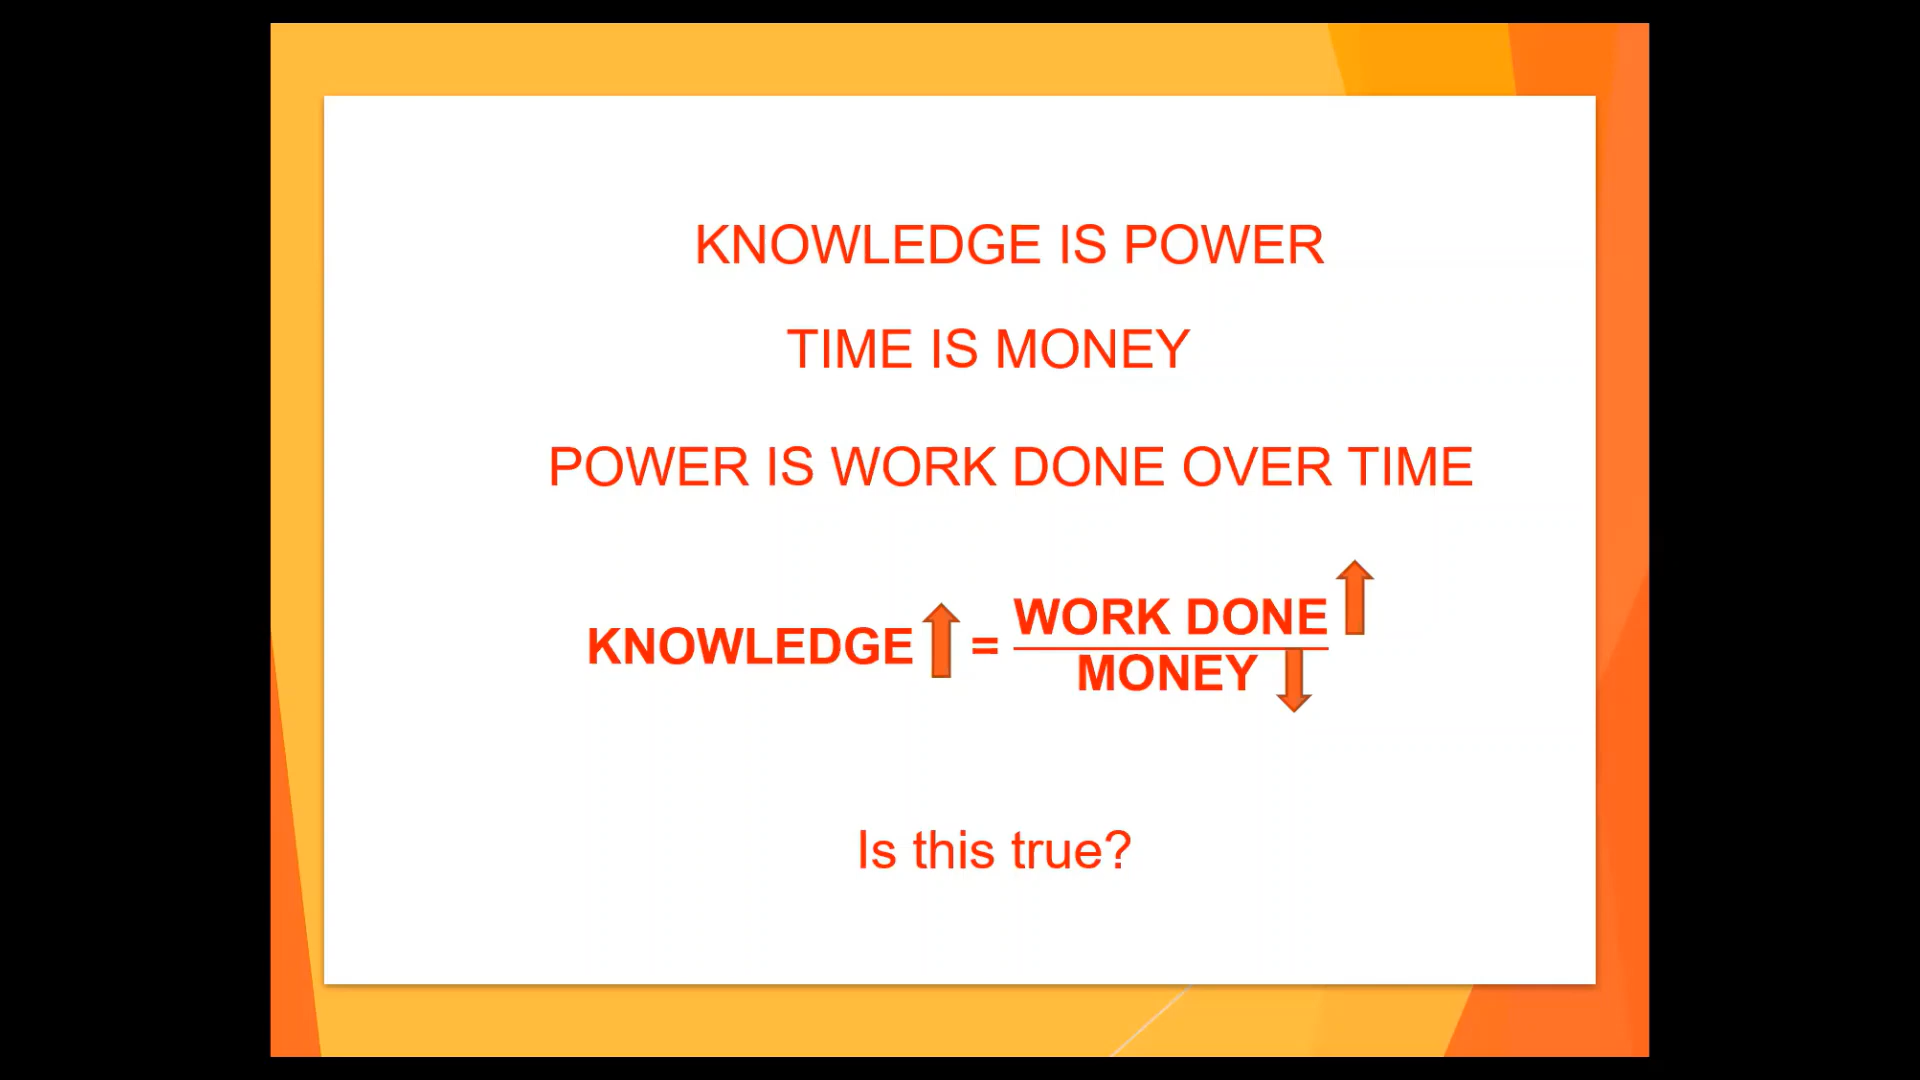 KNOWLEDGE IS POWER
TIME IS MONEY
POWER IS WORK DONE OVER TIME
KNOWLEDGE = WORK DONE
MONEY
Is this true?